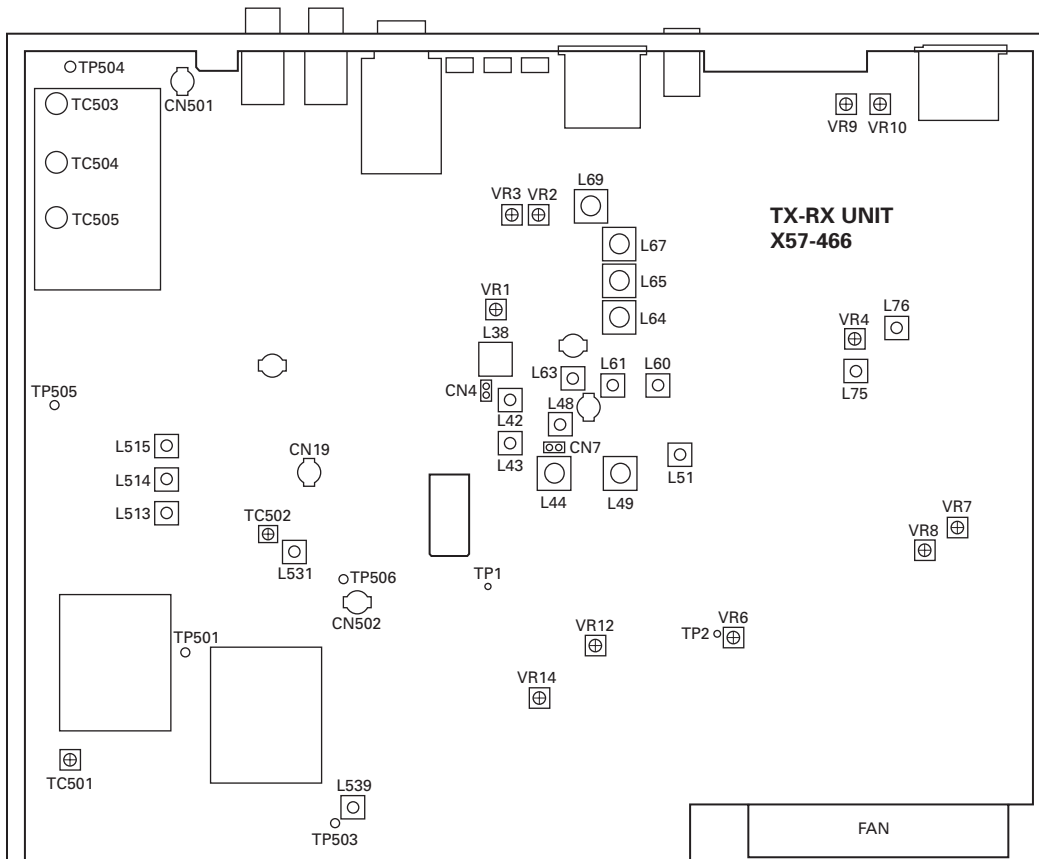 TP504
CN501
TC503
TC504
TC505
VR9
VR10
L69
VR3
VR2
TX-RX UNIT
X57-466
L67
L65
L64
VR1
L38
L76
VR4
L75
L63
L61
L60
CN4
L42
L48
TP505
L43
CN7
L44
L49
L51
L515
L514
L513
CN19
TC502
L531
VR7
VR8
TP506
CN502
TP1
TP501
VR12
TP2
VR6
VR14
TC501
L539
TP503
FAN